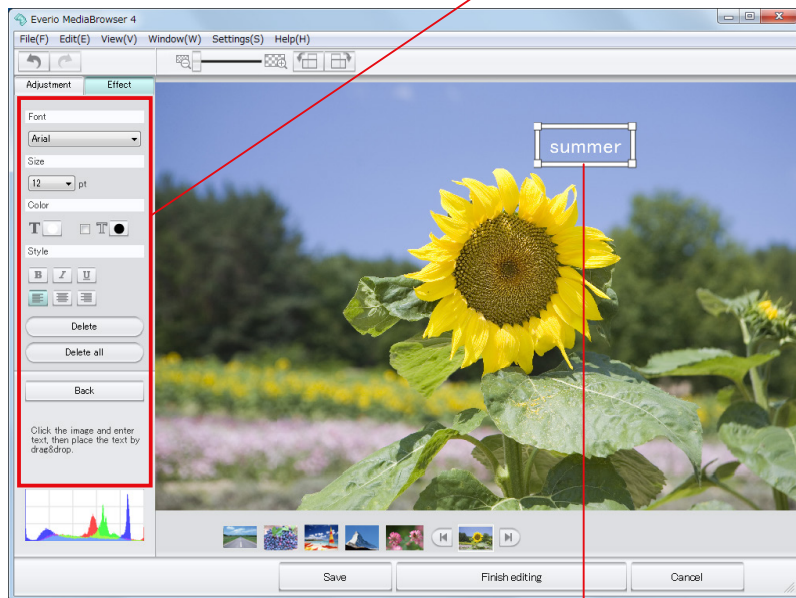 Everio MediaBrowser 4
File(F) Edit(E) View(V) Window(W) Settings(S) Help(H)
Adjustment Effect
Font
Arial
Size
12 pt
Color
T T
Style
B I U
Delete
Delete all
Back
Click the image and enter
text, then place the text by
drag&drop.
summer
Save Finish editing Cancel